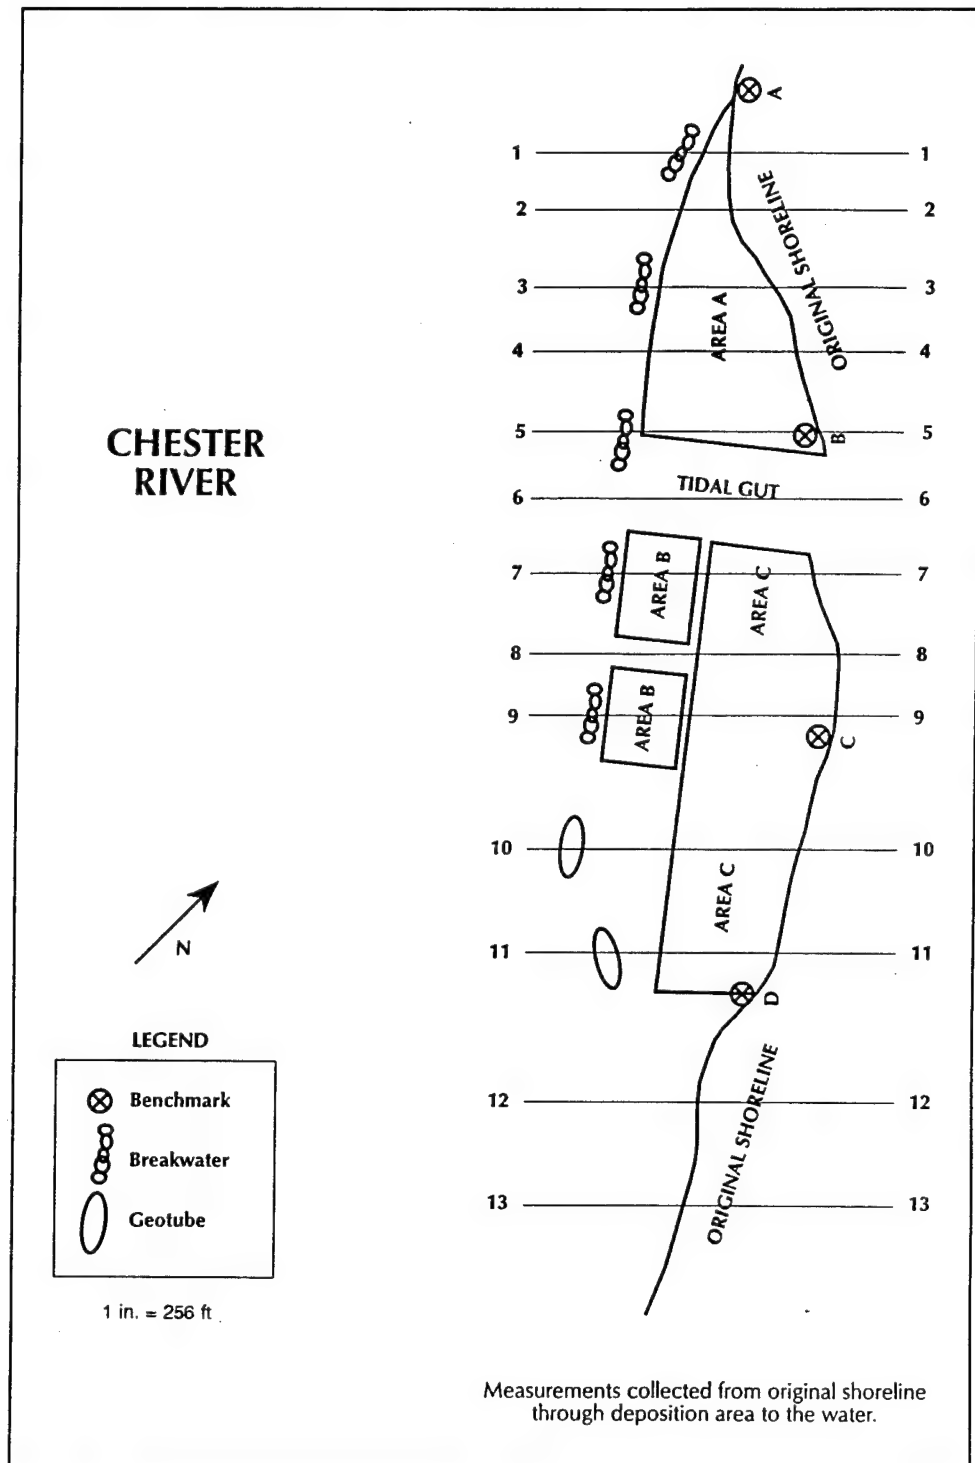 A
1 1
2 2
ORIGINAL SHORELINE
3 3
AREA A
4 4
5 5
B
CHESTER
RIVER
TIDAL GUT
6 6
7 7
AREA B
AREA C
8 8
9 9
AREA B
C
10 10
AREA C
11 11
N
D
LEGEND
Benchmark
Breakwater
Geotube
1 in. = 256 ft
12 12
ORIGINAL SHORELINE
13 13
Measurements collected from original shoreline
through deposition area to the water.